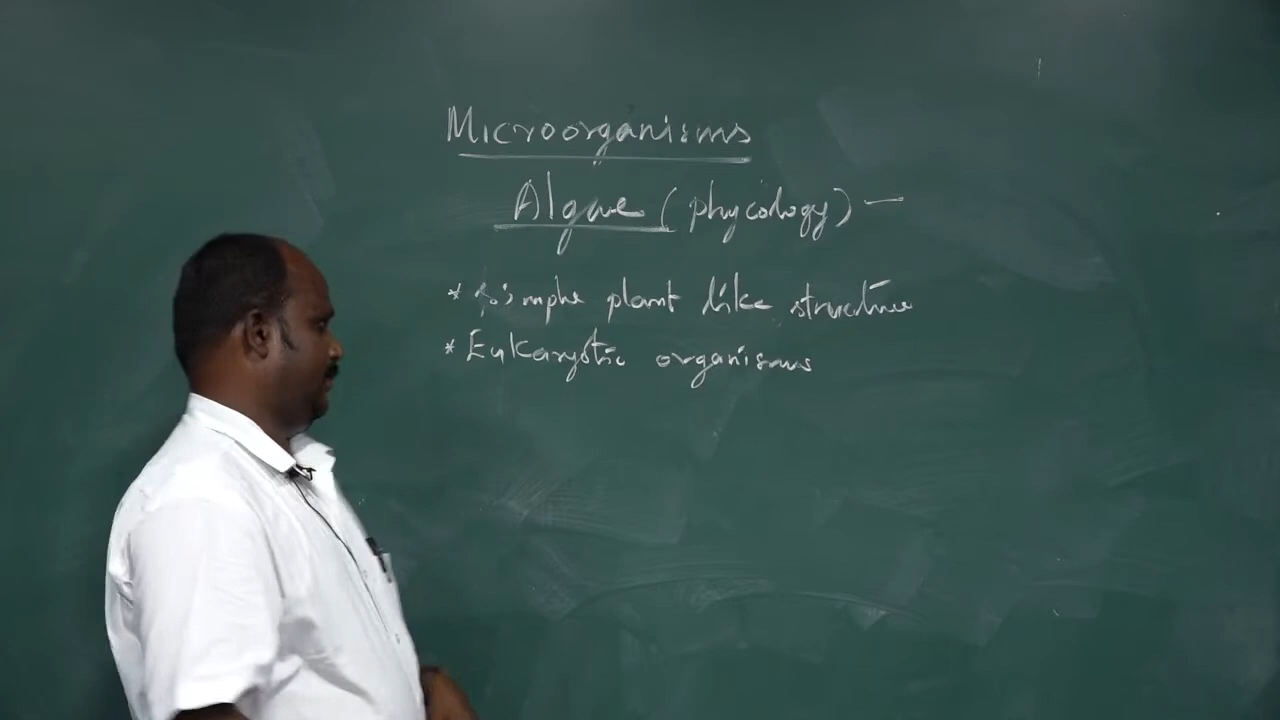 Microorganisms
Algae (phycology) –
* Simple plant like structure
* Eukaryotic organisms